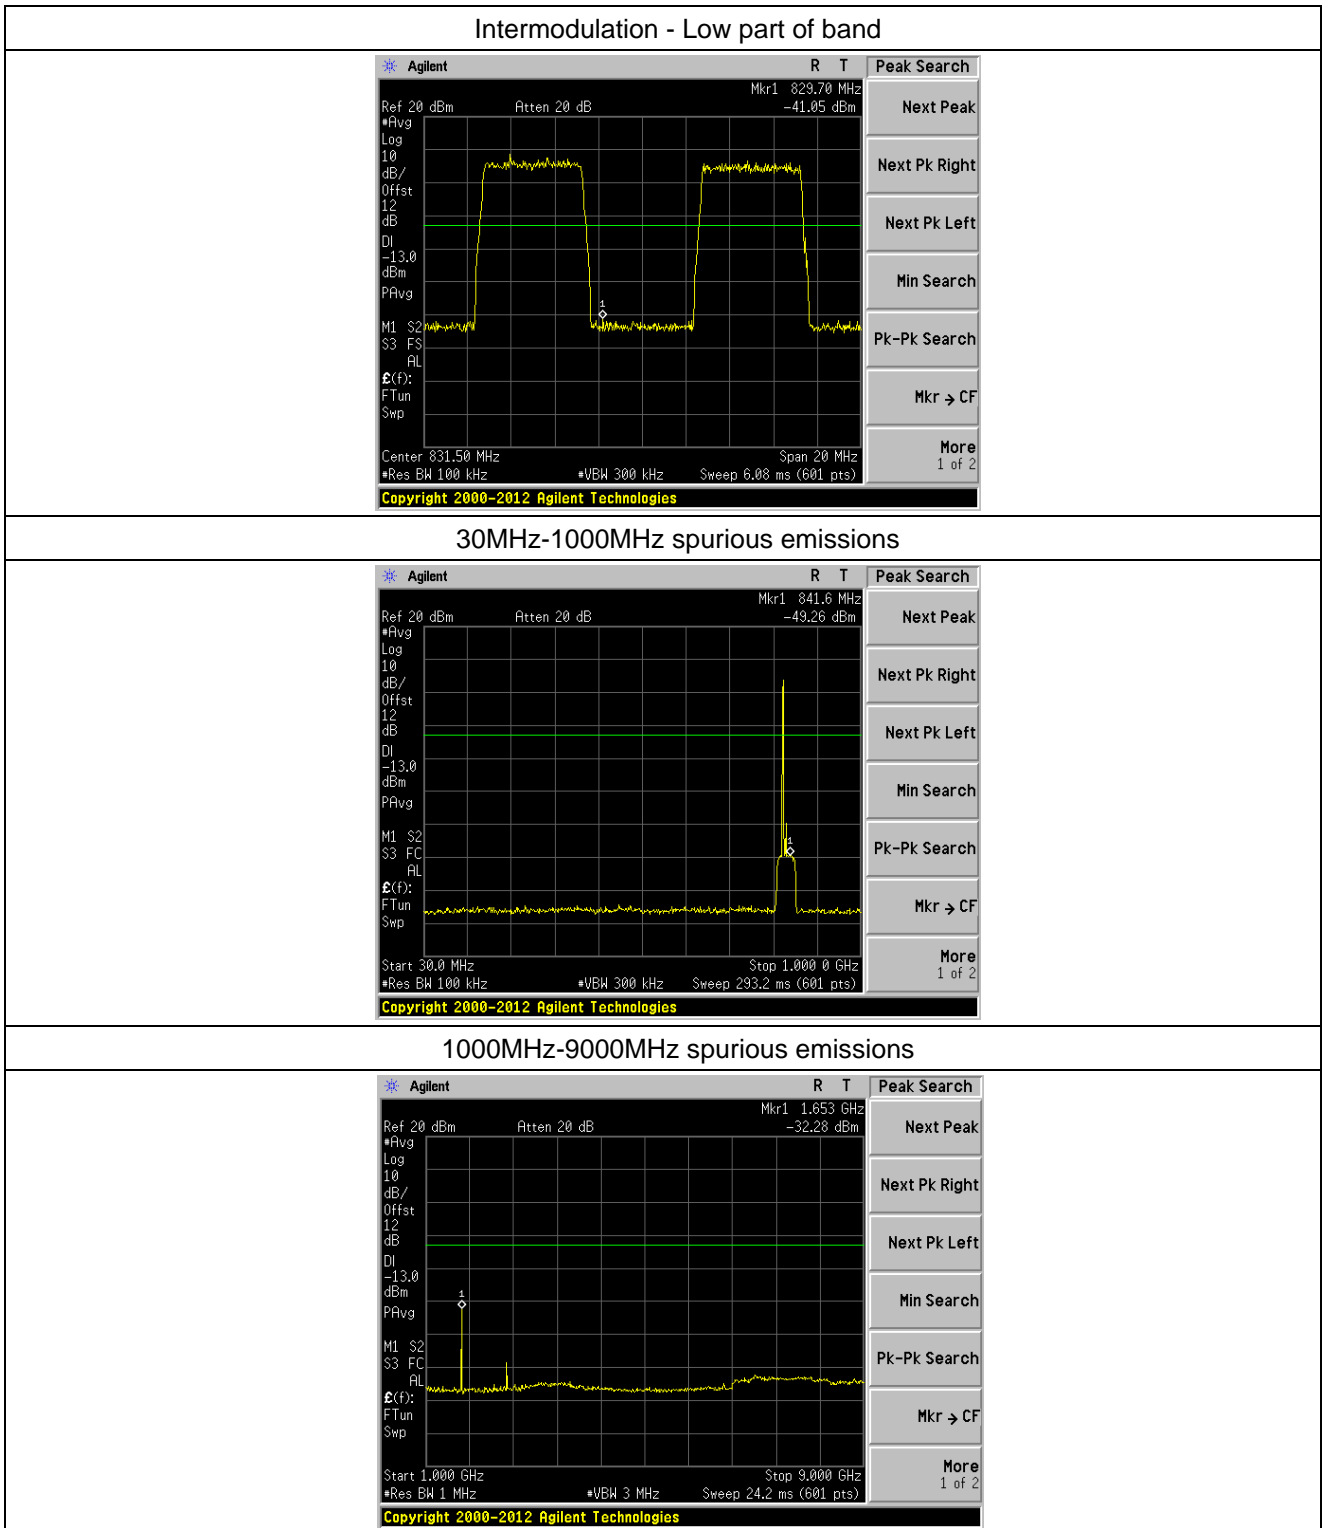 Intermodulation - Low part of band
Agilent R T Peak Search
Mkr1 829.70 MHz
Ref 20 dBm Atten 20 dB -41.05 dBm Next Peak
#Avg
Log
10
dB/ Next Pk Right
Offst
12
dB Next Pk Left
DI
-13.0
dBm Min Search
PAvg
1
M1 S2
S3 FS Pk-Pk Search
AL
£(f):
FTun Mkr → CF
Swp
More
Center 831.50 MHz Span 20 MHz 1 of 2
#Res BW 100 kHz #VBW 300 kHz Sweep 6.08 ms (601 pts)
Copyright 2000-2012 Agilent Technologies
30MHz-1000MHz spurious emissions
Agilent R T Peak Search
Mkr1 841.6 MHz
Ref 20 dBm Atten 20 dB -49.26 dBm Next Peak
#Avg
Log
10
dB/ Next Pk Right
Offst
12
dB Next Pk Left
DI
-13.0
dBm Min Search
PAvg
M1 S2 1
S3 FC Pk-Pk Search
AL
£(f):
FTun Mkr → CF
Swp
More
Start 30.0 MHz Stop 1.000 0 GHz 1 of 2
#Res BW 100 kHz #VBW 300 kHz Sweep 293.2 ms (601 pts)
Copyright 2000-2012 Agilent Technologies
1000MHz-9000MHz spurious emissions
Agilent R T Peak Search
Mkr1 1.653 GHz
Ref 20 dBm Atten 20 dB -32.28 dBm Next Peak
#Avg
Log
10
dB/ Next Pk Right
Offst
12
dB Next Pk Left
DI
-13.0
dBm 1 Min Search
PAvg
M1 S2
S3 FC Pk-Pk Search
AL
£(f):
FTun Mkr → CF
Swp
More
Start 1.000 GHz Stop 9.000 GHz 1 of 2
#Res BW 1 MHz #VBW 3 MHz Sweep 24.2 ms (601 pts)
Copyright 2000-2012 Agilent Technologies